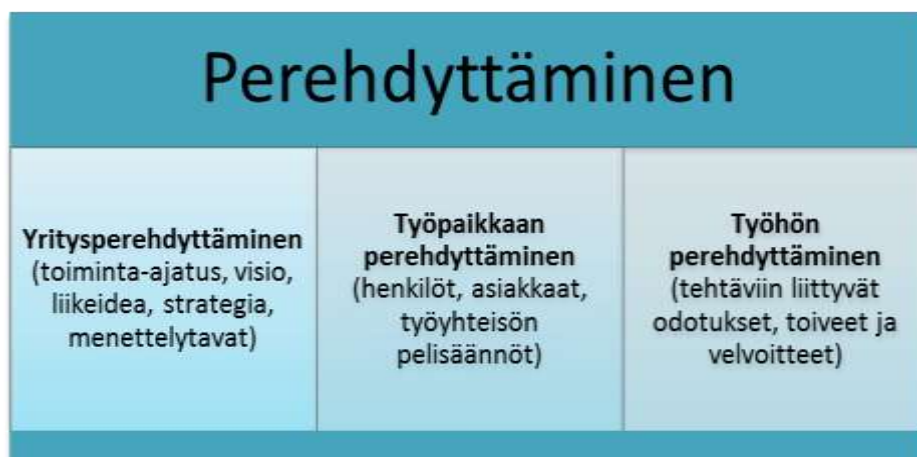 Perehdyttäminen
Yritysperehdyttäminen
(toiminta-ajatus, visio,
liikeidea, strategia,
menettelytavat)
Työpaikkaan
perehdyttäminen
(henkilöt, asiakkaat,
työyhteisön
pelisäännöt)
Työhön
perehdyttäminen
(tehtäviin liittyvät
odotukset, toiveet ja
velvoitteet)